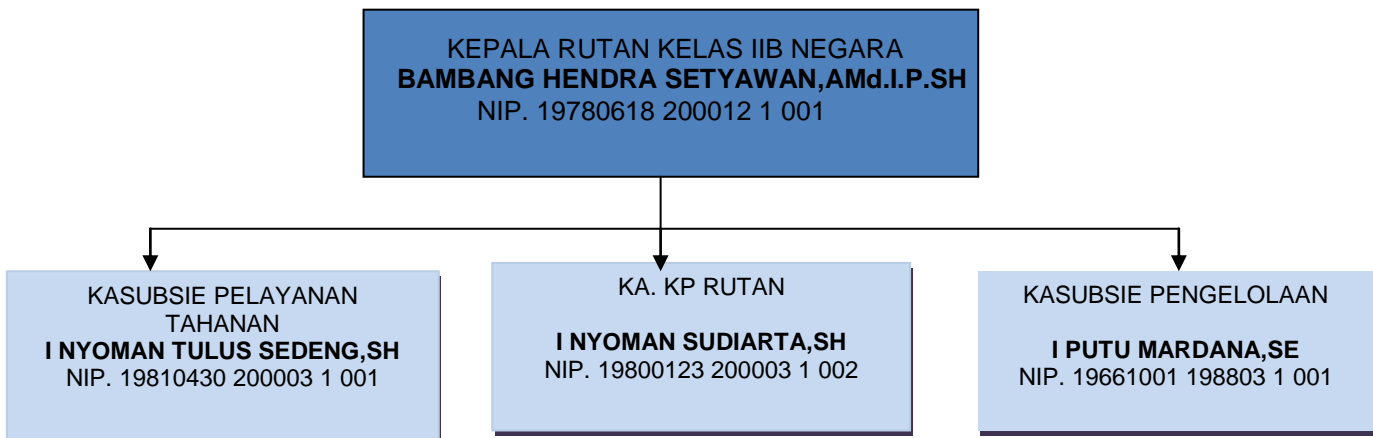 KEPALA RUTAN KELAS IIB NEGARA
BAMBANG HENDRA SETYAWAN,AMd.I.P.SH
NIP. 19780618 200012 1 001
KASUBSIE PELAYANAN
TAHANAN
I NYOMAN TULUS SEDENG,SH
NIP. 19810430 200003 1 001
KA. KP RUTAN
I NYOMAN SUDIARTA,SH
NIP. 19800123 200003 1 002
KASUBSIE PENGELOLAAN
I PUTU MARDANA,SE
NIP. 19661001 198803 1 001